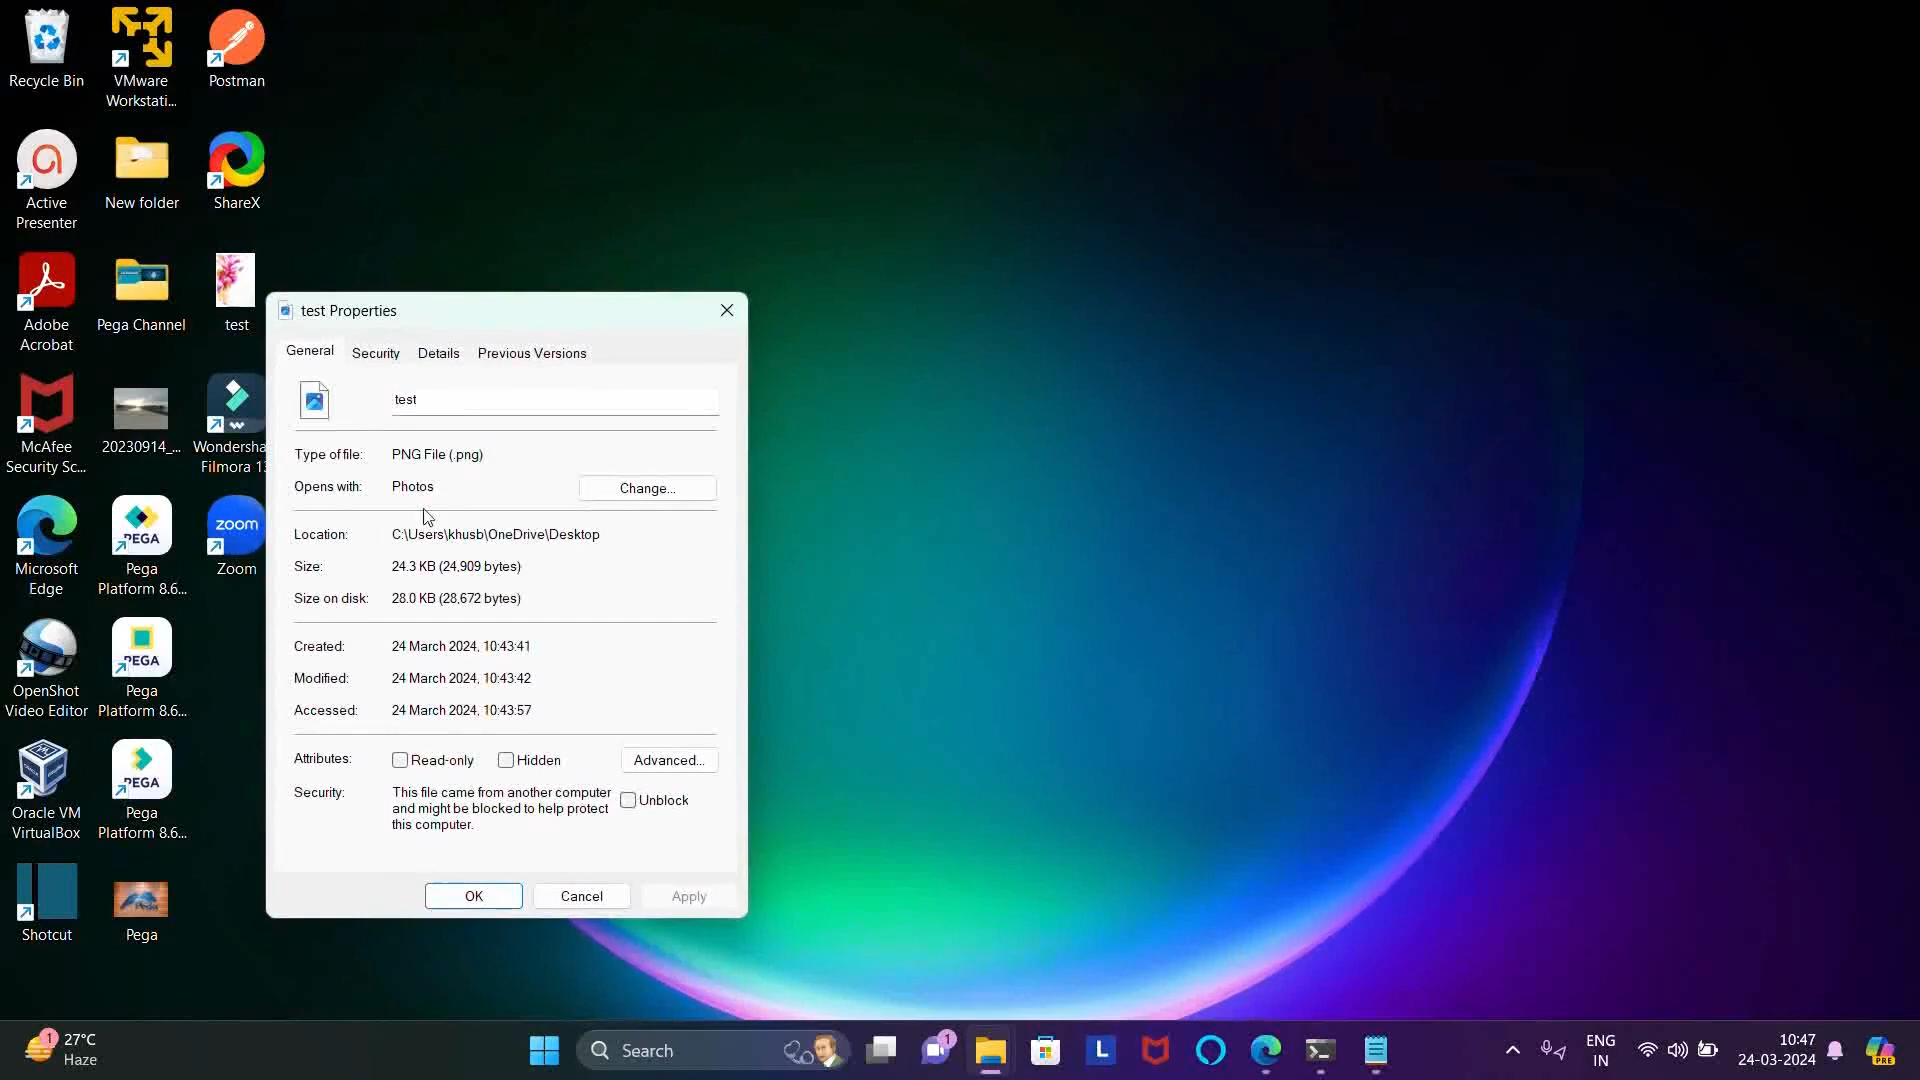 Recycle Bin
VMware
Workstati...
Postman
Active
Presenter
New folder
ShareX
Adobe
Acrobat
Pega Channel
test
McAfee
Security Sc...
20230914_...
Wondersha
Filmora 13
Microsoft
Edge
PEGA
Pega
Platform 8.6...
zoom
Zoom
OpenShot
Video Editor
PEGA
Pega
Platform 8.6...
Oracle VM
VirtualBox
PEGA
Pega
Platform 8.6...
Shotcut
Pega
test Properties
General Security Details Previous Versions
test
Type of file: PNG File (.png)
Opens with: Photos Change...
Location: C:\Users\khusb\OneDrive\Desktop
Size: 24.3 KB (24,909 bytes)
Size on disk: 28.0 KB (28,672 bytes)
Created: 24 March 2024, 10:43:41
Modified: 24 March 2024, 10:43:42
Accessed: 24 March 2024, 10:43:57
Attributes: Read-only Hidden Advanced...
Security: This file came from another computer
and might be blocked to help protect
this computer.
Unblock
OK Cancel Apply
1
27°C
Haze
Search
1
L
ENG
IN
10:47
24-03-2024
PRE